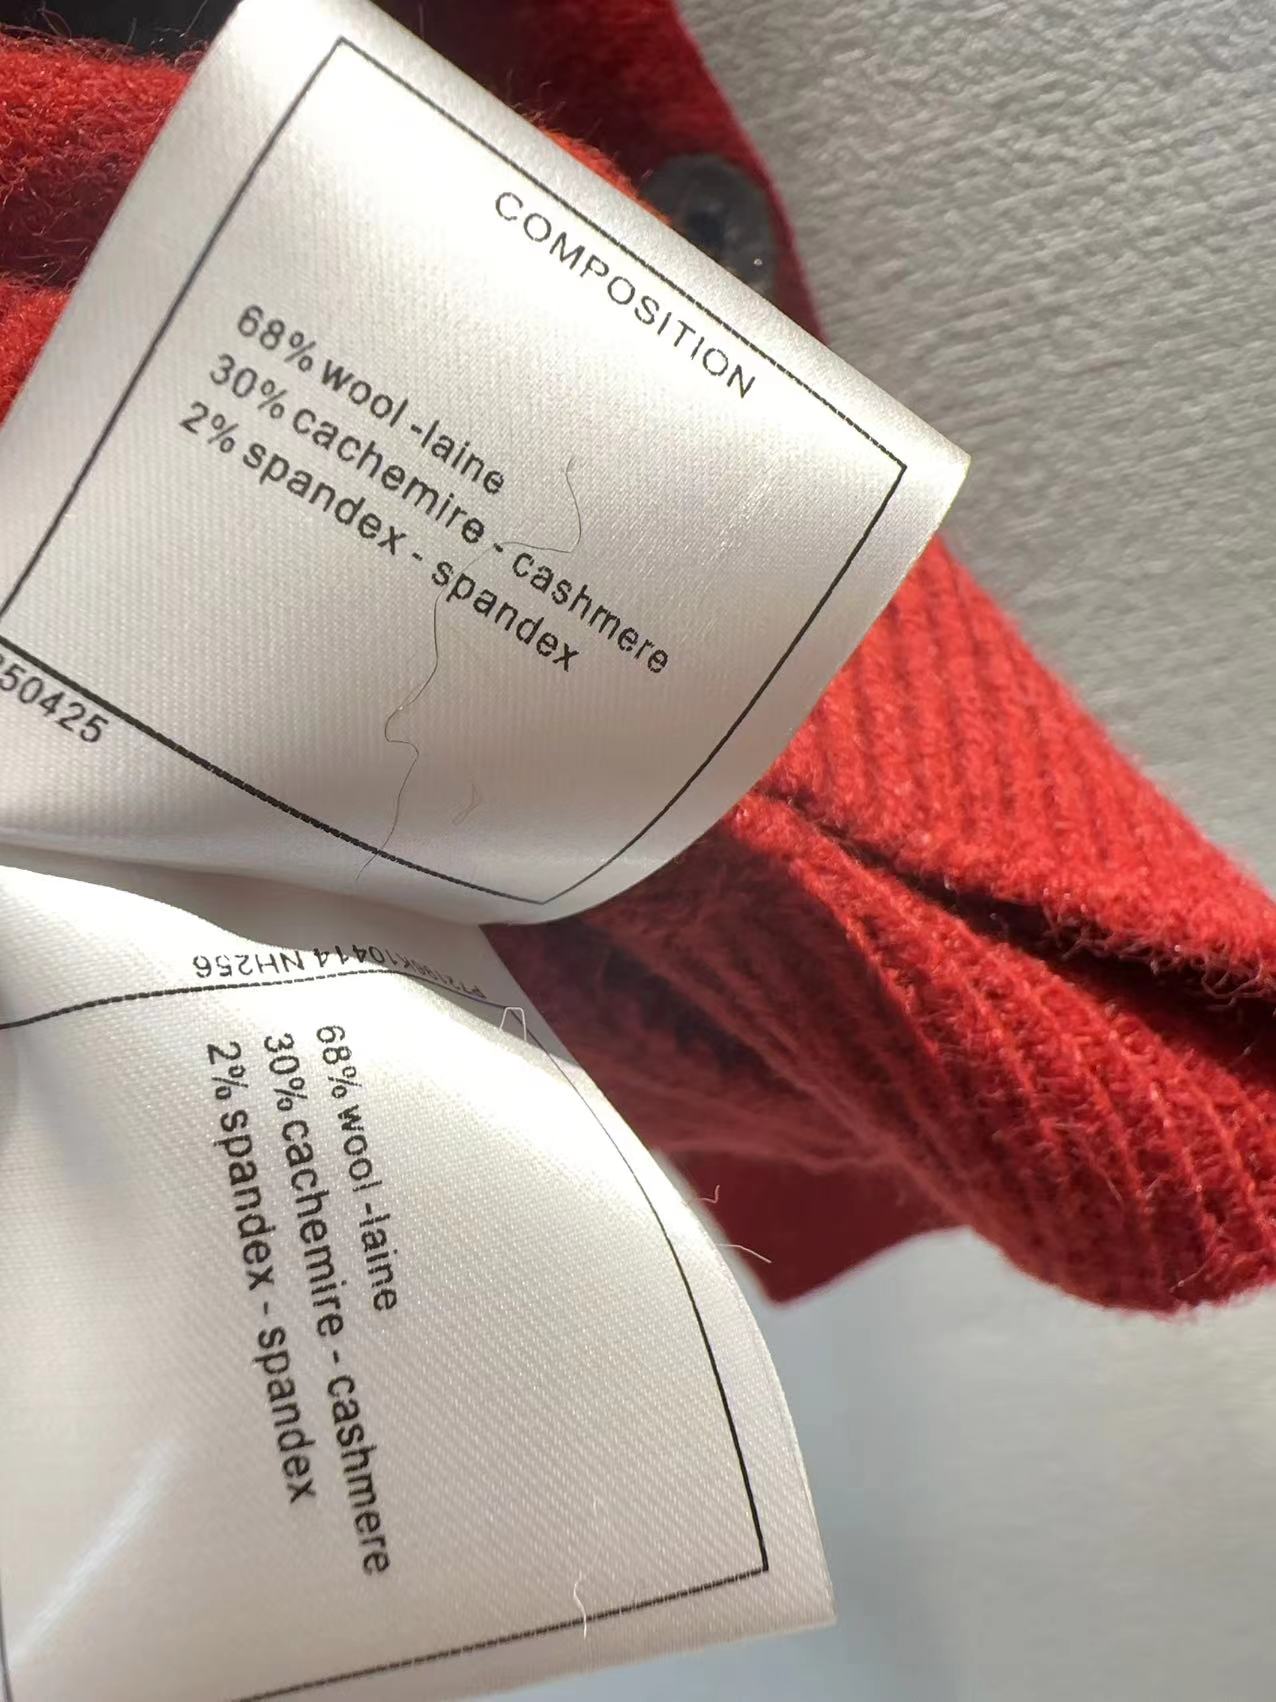 COMPOSITION
68% wool -laine
30% cachemire - cashmere
2% spandex - spandex
50425
K10414 NH256
68% wool -laine
30% cachemire - cashmere
2% spandex - spandex